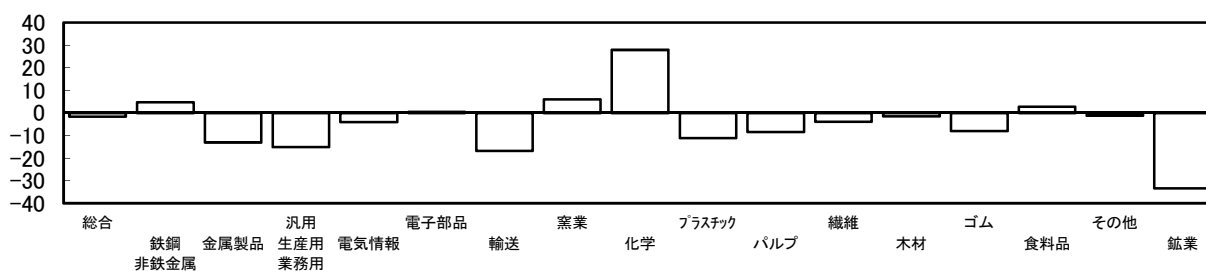 40
30
20
10
0
−10
−20
−30
−40
総合
鉄鋼
非鉄金属
金属製品
汎用
生産用
業務用
電気情報
電子部品
輸送
窯業
化学
ﾌﾟﾗｽﾁｯｸ
パルプ
繊維
木材
ゴム
食料品
その他
鉱業